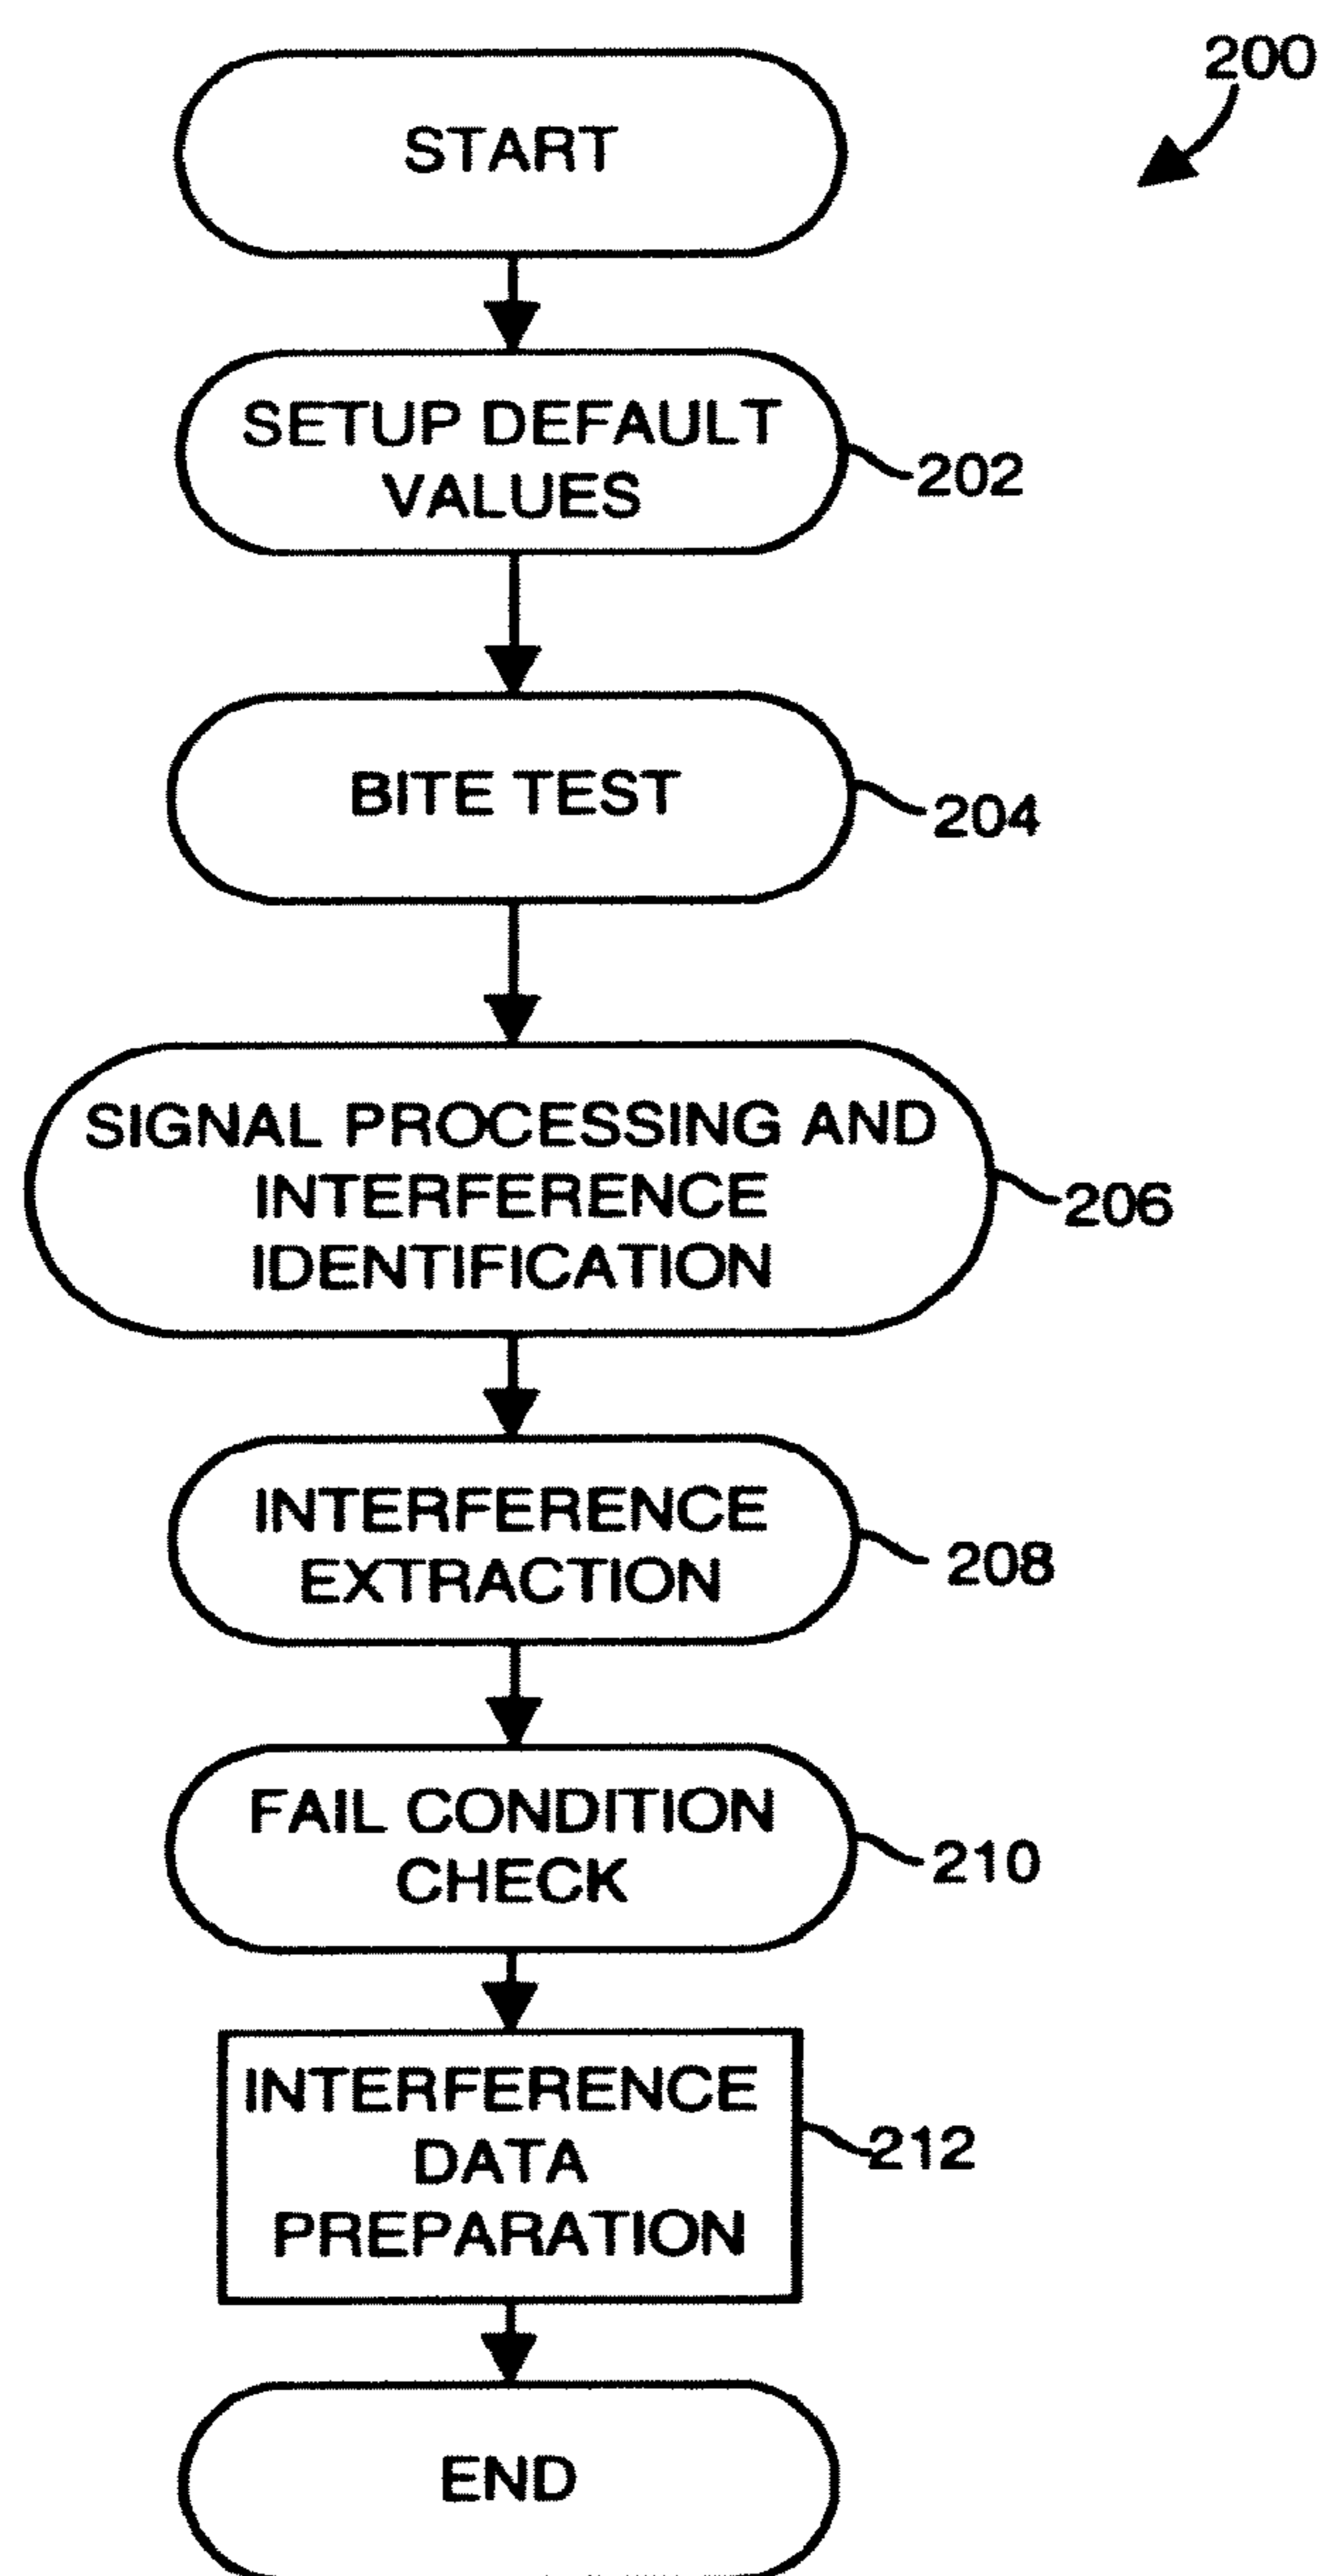 200
START
SETUP DEFAULT
VALUES
202
BITE TEST
204
SIGNAL PROCESSING AND
INTERFERENCE
IDENTIFICATION
206
INTERFERENCE
EXTRACTION
208
FAIL CONDITION
CHECK
210
INTERFERENCE
DATA
PREPARATION
212
END